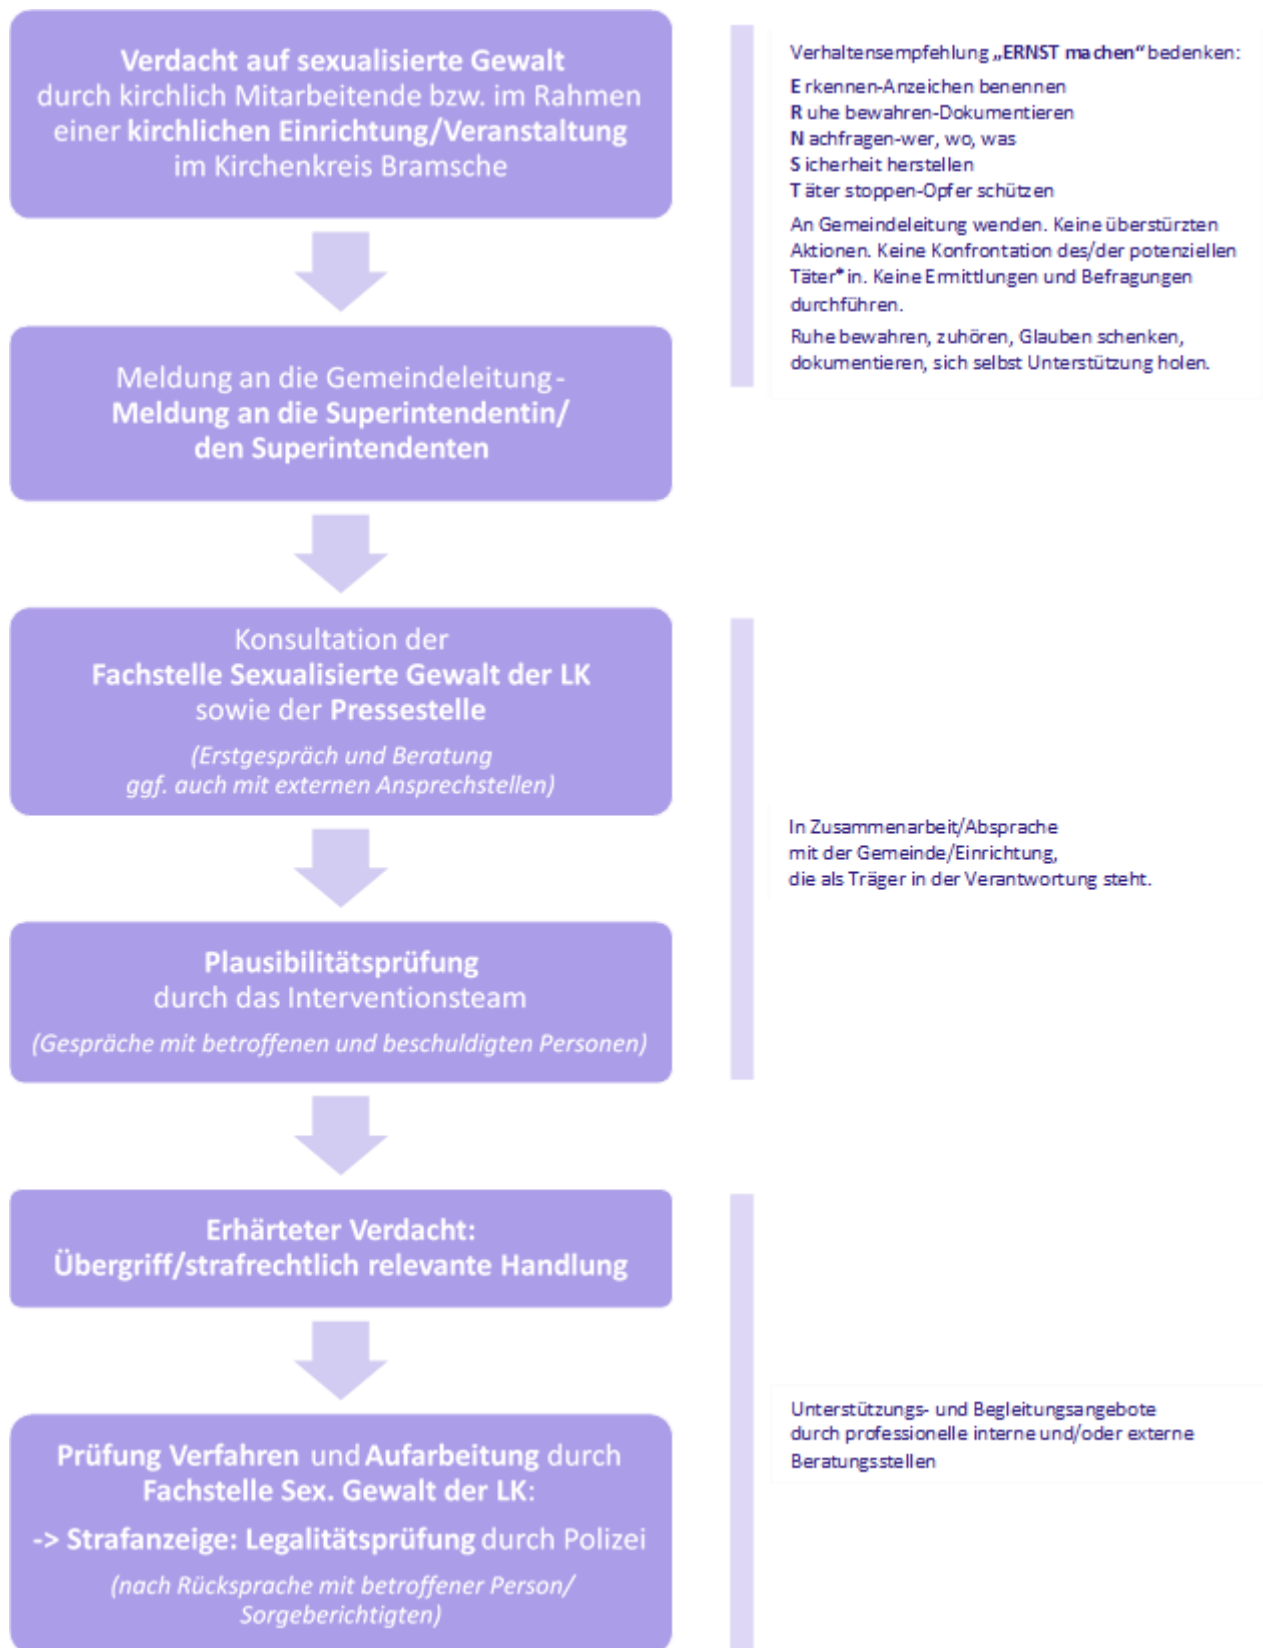 Verdacht auf sexualisierte Gewalt
durch kirchlich Mitarbeitende bzw. im Rahmen
einer kirchlichen Einrichtung/Veranstaltung
im Kirchenkreis Bramsche
Verhaltensempfehlung „ERNST machen“ bedenken:
E rkennen-Anzeichen benennen
R uhe bewahren-Dokumentieren
N achfragen-wer, wo, was
S icherheit herstellen
T äter stoppen-Opfer schützen
An Gemeindeleitung wenden. Keine überstürzten
Aktionen. Keine Konfrontation des/der potenziellen
Täter*in. Keine Ermittlungen und Befragungen
durchführen.
Ruhe bewahren, zuhören, Glauben schenken,
dokumentieren, sich selbst Unterstützung holen.
Meldung an die Gemeindeleitung-
Meldung an die Superintendentin/
den Superintendenten
Konsultation der
Fachstelle Sexualisierte Gewalt der LK
sowie der Pressestelle
(Erstgespräch und Beratung
ggf. auch mit externen Ansprechstellen)
In Zusammenarbeit/Absprache
mit der Gemeinde/Einrichtung,
die als Träger in der Verantwortung steht.
Plausibilitätsprüfung
durch das Interventionsteam
(Gespräche mit betroffenen und beschuldigten Personen)
Erhärteter Verdacht:
Übergriff/strafrechtlich relevante Handlung
Unterstützungs- und Begleitungsangebote
durch professionelle interne und/oder externe
Beratungsstellen
Prüfung Verfahren und Aufarbeitung durch
Fachstelle Sex. Gewalt der LK:
-> Strafanzeige: Legalitätsprüfung durch Polizei
(nach Rücksprache mit betroffener Person/
Sorgeberichtigten)